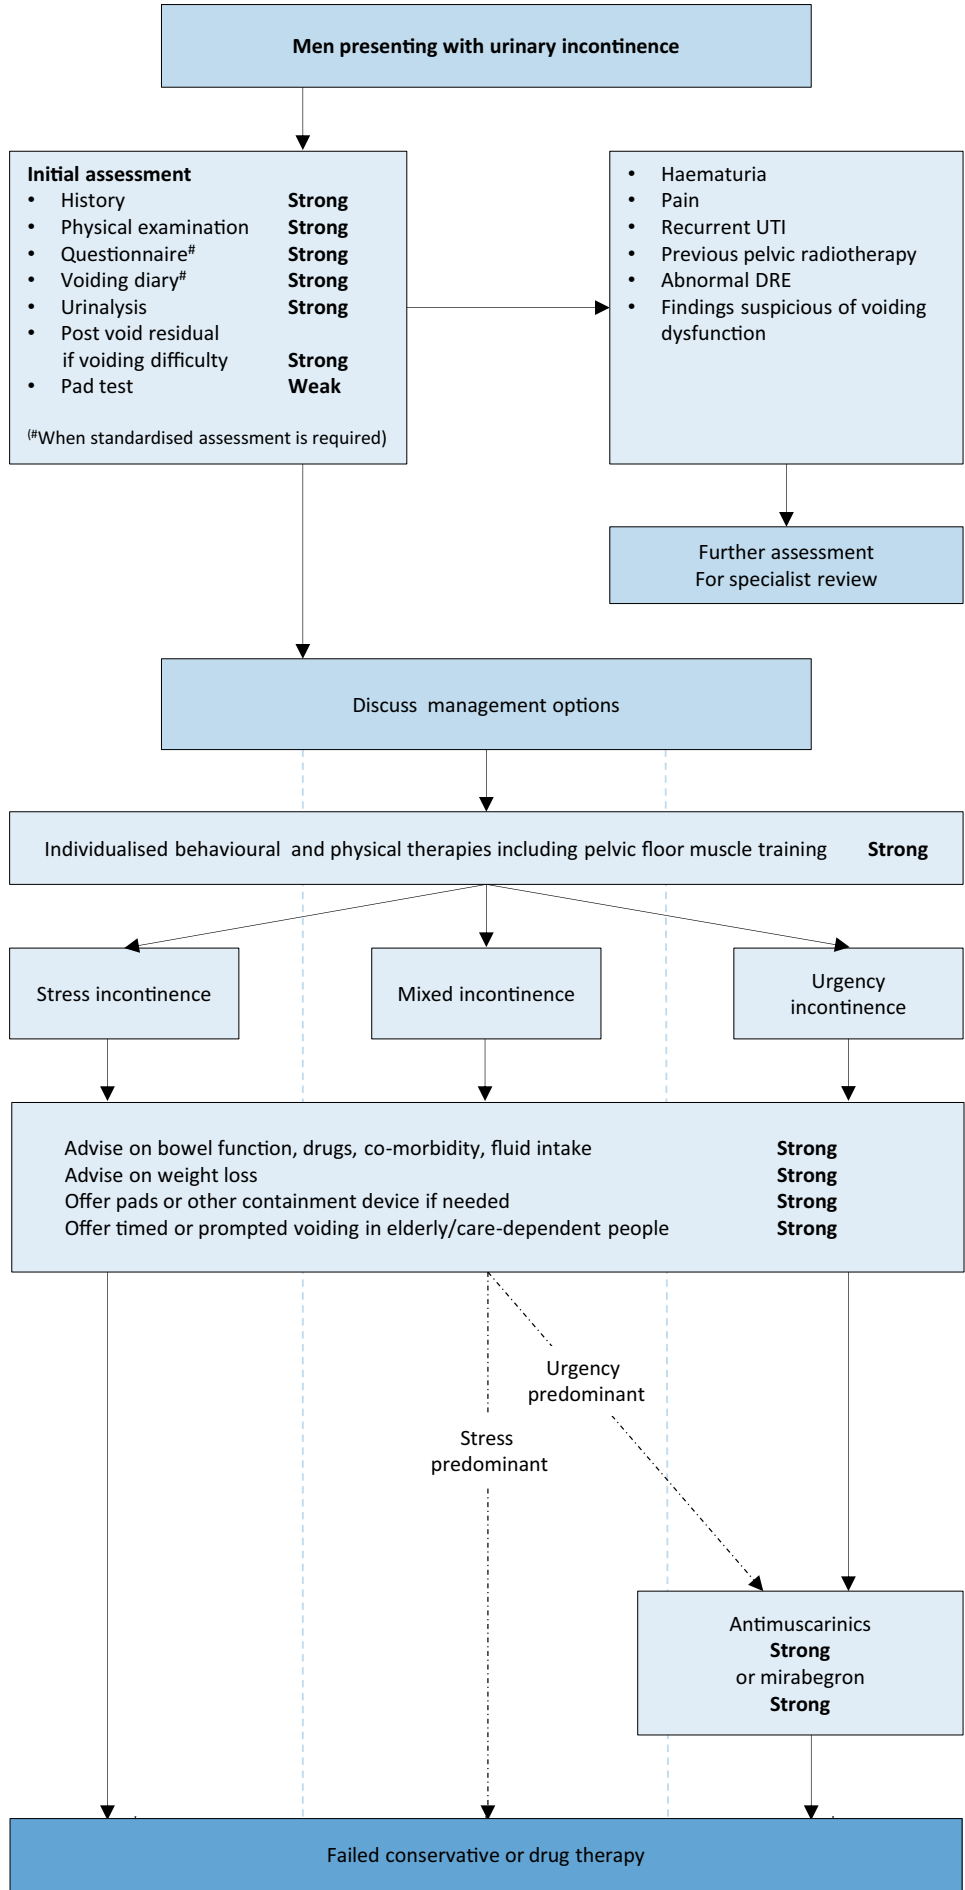 Men presenting with urinary incontinence
Initial assessment
• History Strong
• Physical examination Strong
• Questionnaire# Strong
• Voiding diary# Strong
• Urinalysis Strong
• Post void residual
if voiding difficulty Strong
• Pad test Weak
(#When standardised assessment is required)
• Haematuria
• Pain
• Recurrent UTI
• Previous pelvic radiotherapy
• Abnormal DRE
• Findings suspicious of voiding
dysfunction
Further assessment
For specialist review
Discuss management options
Individualised behavioural and physical therapies including pelvic floor muscle training Strong
Stress incontinence
Mixed incontinence
Urgency
incontinence
Advise on bowel function, drugs, co-morbidity, fluid intake Strong
Advise on weight loss Strong
Offer pads or other containment device if needed Strong
Offer timed or prompted voiding in elderly/care-dependent people Strong
Urgency
predominant
Stress
predominant
Antimuscarinics
Strong
or mirabegron
Strong
Failed conservative or drug therapy